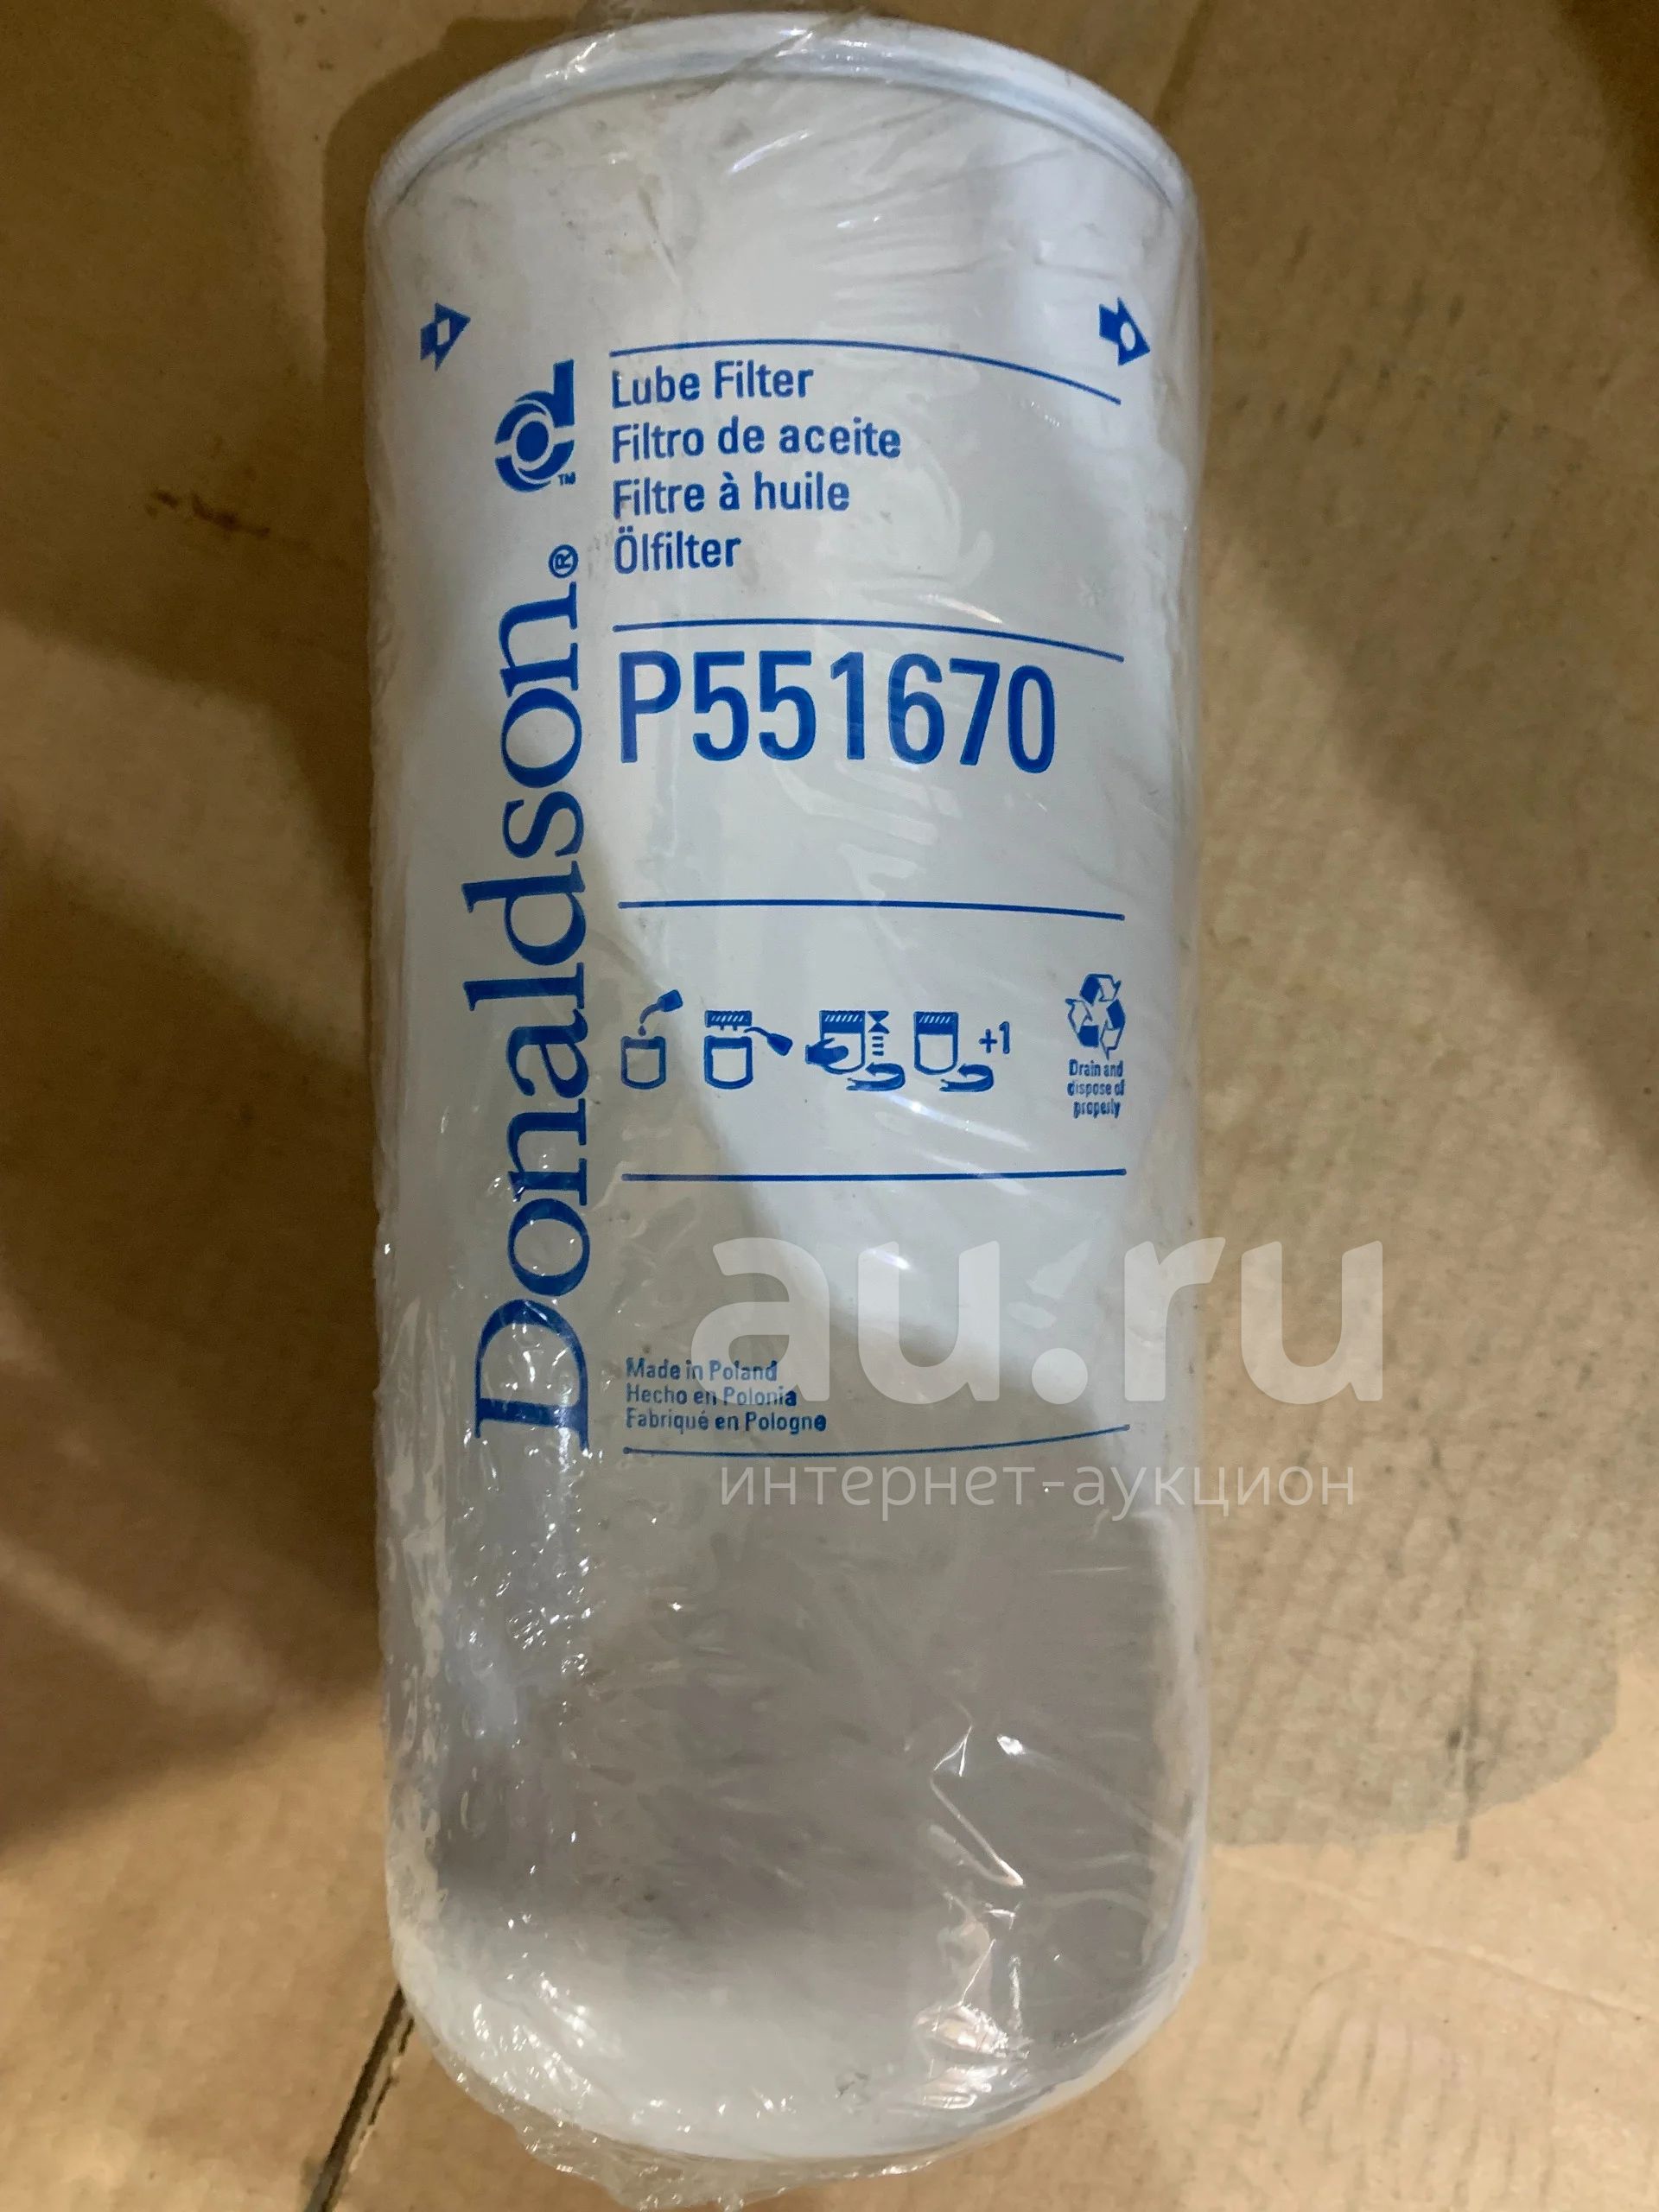 Donaldson®
TM
Lube Filter
Filtro de aceite
Filtre à huile
Ölfilter
P551670
+1
Drain and
dispose of
properly
Made in Poland
Hecho en Polonia
Fabriqué en Pologne
au.ru
интернет-аукцион